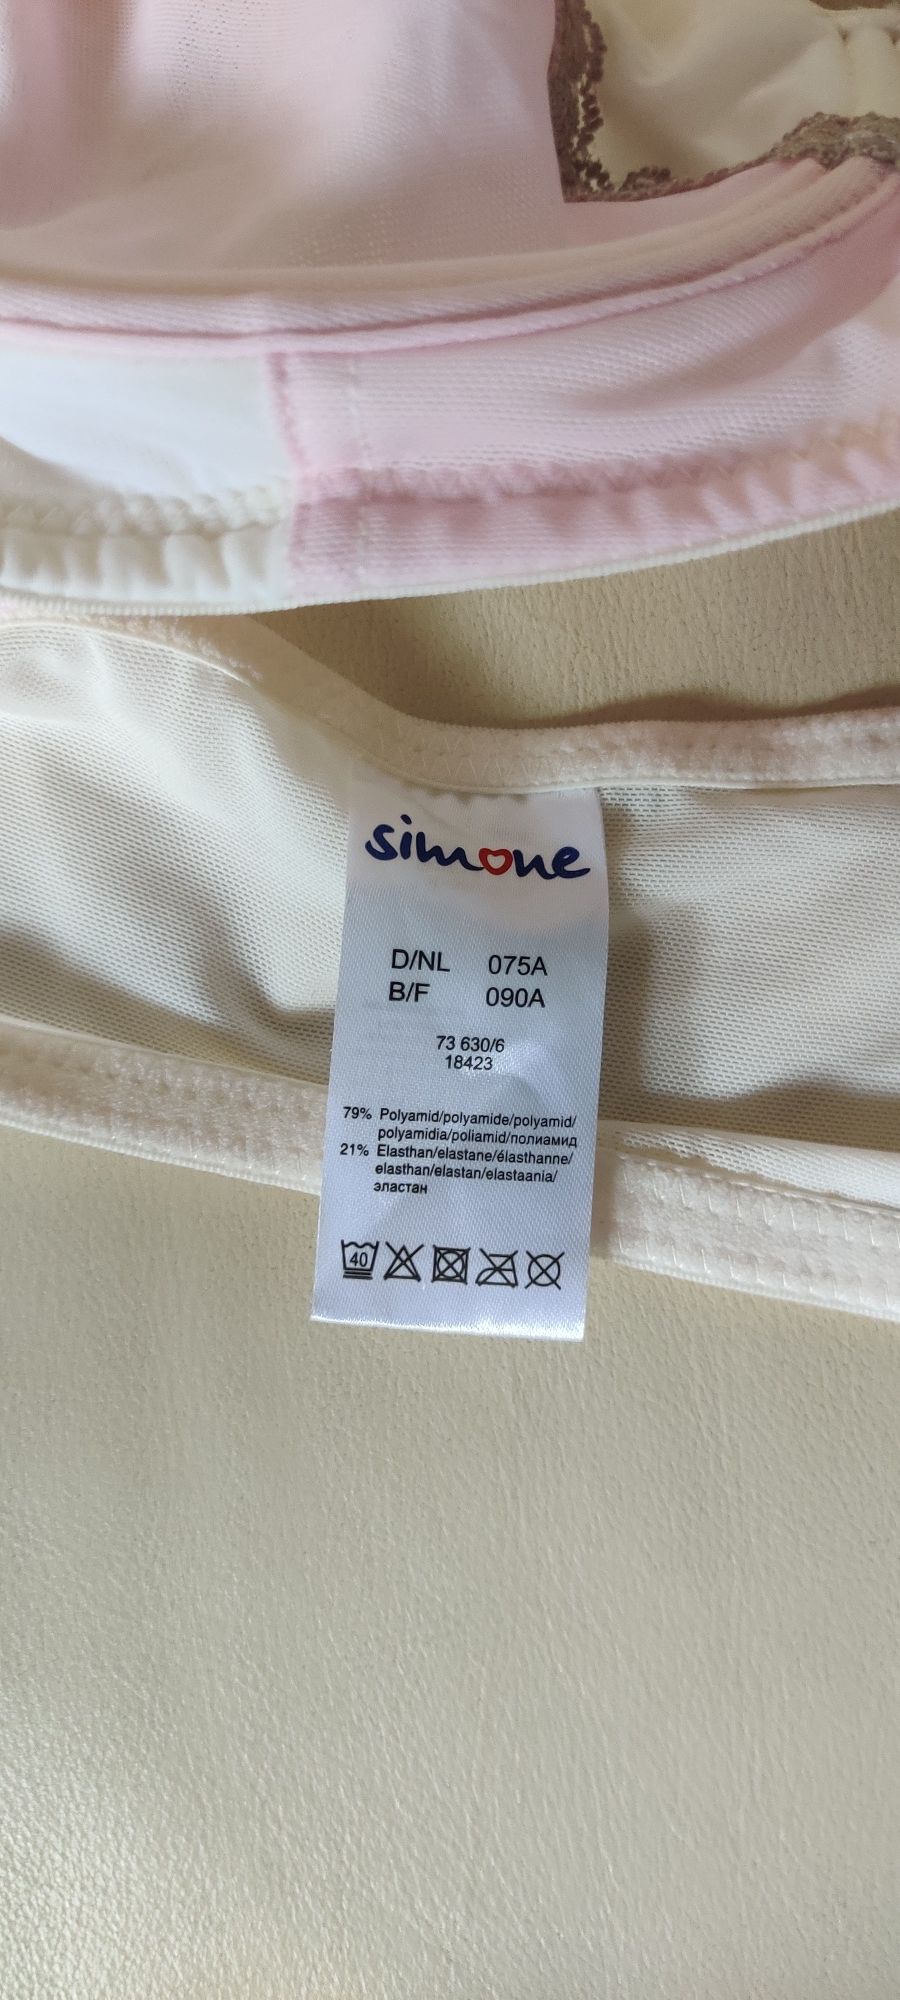 simone
D/NL 075A
B/F 090A
73 630/6
18423
79% Polyamid/polyamide/polyamid/
polyamidia/poliamid/полиамид
21% Elasthan/elastane/élasthanne/
elasthan/elastan/elastaania/
эластан
40